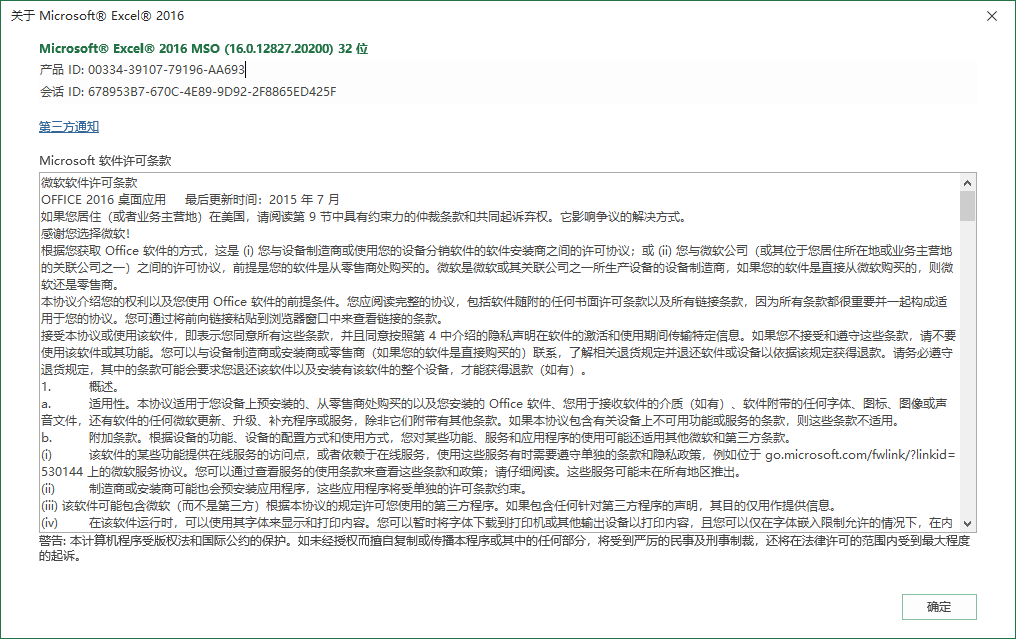 关于 Microsoft® Excel® 2016
Microsoft® Excel® 2016 MSO (16.0.12827.20200) 32 位
产品 ID: 00334-39107-79196-AA693
会话 ID: 678953B7-670C-4E89-9D92-2F8865ED425F
第三方通知
Microsoft 软件许可条款
微软软件许可条款
OFFICE 2016 桌面应用 最后更新时间：2015 年 7 月
如果您居住（或者业务主营地）在美国，请阅读第 9 节中具有约束力的仲裁条款和共同起诉弃权。它影响争议的解决方式。
感谢您选择微软!
根据您获取 Office 软件的方式，这是 (i) 您与设备制造商或使用您的设备分销软件的软件安装商之间的许可协议；或 (ii) 您与微软公司（或其位于您居住所在地或业务主营地
的关联公司之一）之间的许可协议，前提是您的软件是从零售商处购买的。微软是微软或其关联公司之一所生产设备的设备制造商，如果您的软件是直接从微软购买的，则微
软还是零售商。
本协议介绍您的权利以及您使用 Office 软件的前提条件。您应阅读完整的协议，包括软件随附的任何书面许可条款以及所有链接条款，因为所有条款都很重要并一起构成适
用于您的协议。您可通过将前向链接粘贴到浏览器窗口中来查看链接的条款。
接受本协议或使用该软件，即表示您同意所有这些条款，并且同意按照第 4 中介绍的隐私声明在软件的激活和使用期间传输特定信息。如果您不接受和遵守这些条款，请不要
使用该软件或其功能。您可以与设备制造商或安装商或零售商（如果您的软件是直接购买的）联系，了解相关退货规定并退还软件或设备以依据该规定获得退款。请务必遵守
退货规定，其中的条款可能会要求您退还该软件以及安装有该软件的整个设备，才能获得退款（如有）。
1. 概述。
a. 适用性。本协议适用于您设备上预安装的、从零售商处购买的以及您安装的 Office 软件、您用于接收软件的介质（如有）、软件附带的任何字体、图标、图像或声
音文件，还有软件的任何微软更新、升级、补充程序或服务，除非它们附带有其他条款。如果本协议包含有关设备上不可用功能或服务的条款，则这些条款不适用。
b. 附加条款。根据设备的功能、设备的配置方式和使用方式，您对某些功能、服务和应用程序的使用可能还适用其他微软和第三方条款。
(i) 该软件的某些功能提供在线服务的访问点，或者依赖于在线服务，使用这些服务有时需要遵守单独的条款和隐私政策，例如位于 go.microsoft.com/fwlink/?linkid=
530144 上的微软服务协议。您可以通过查看服务的使用条款来查看这些条款和政策；请仔细阅读。这些服务可能未在所有地区推出。
(ii) 制造商或安装商可能也会预安装应用程序，这些应用程序将受单独的许可条款约束。
(iii) 该软件可能包含微软（而不是第三方）根据本协议的规定许可您使用的第三方程序。如果包含任何针对第三方程序的声明，其目的仅用作提供信息。
(iv) 在该软件运行时，可以使用其字体来显示和打印内容。您可以暂时将字体下载到打印机或其他输出设备以打印内容，且您可以仅在字体嵌入限制允许的情况下，在内
警告: 本计算机程序受版权法和国际公约的保护。如未经授权而擅自复制或传播本程序或其中的任何部分，将受到严厉的民事及刑事制裁，还将在法律许可的范围内受到最大程度
的起诉。
确定